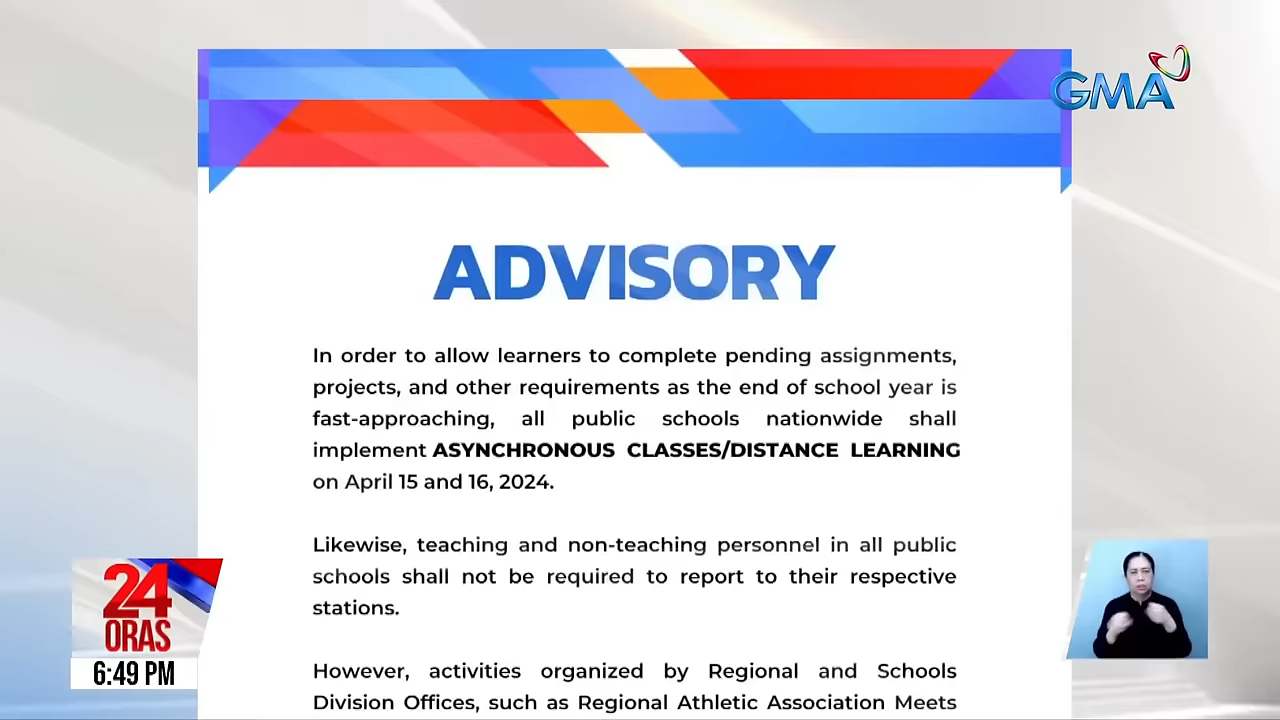 GMA
ADVISORY
In order to allow learners to complete pending assignments,
projects, and other requirements as the end of school year is
fast-approaching, all public schools nationwide shall
implement ASYNCHRONOUS CLASSES/DISTANCE LEARNING
on April 15 and 16, 2024.
Likewise, teaching and non-teaching personnel in all public
schools shall not be required to report to their respective
stations.
However, activities organized by Regional and Schools
Division Offices, such as Regional Athletic Association Meets
24
ORAS
6:49 PM